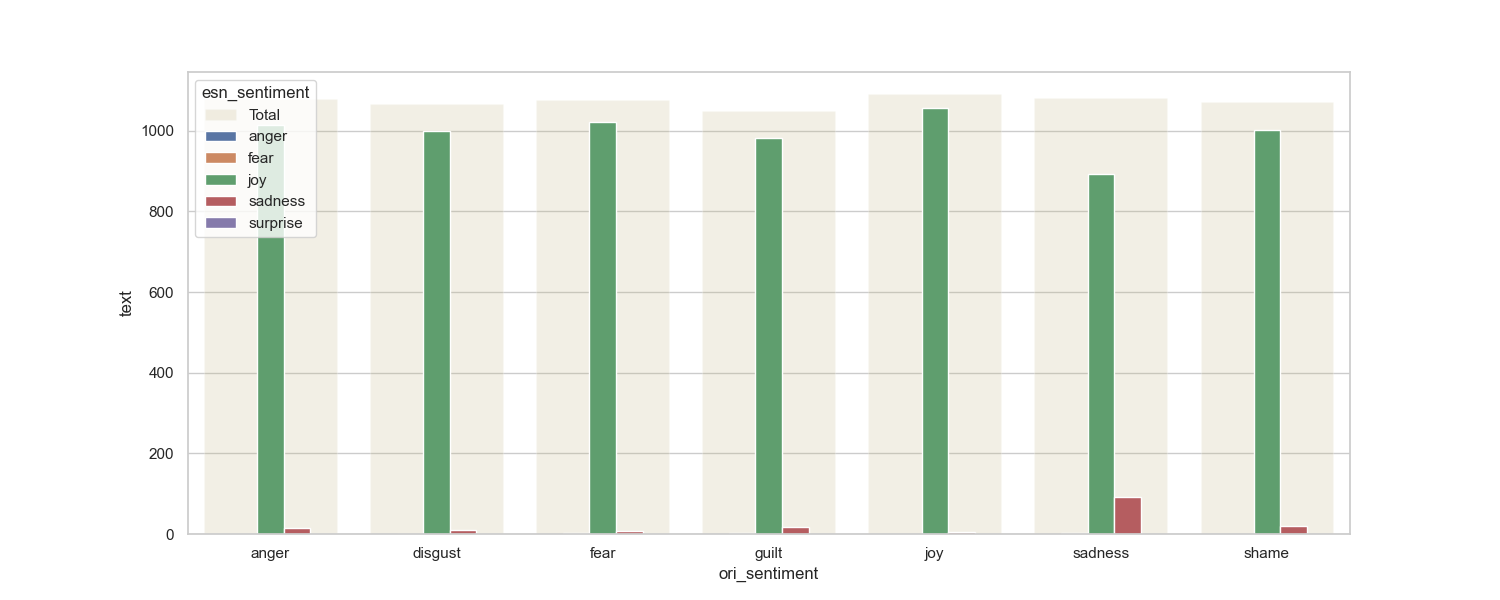 esn_sentiment
Total
anger
fear
joy
sadness
surprise
1000
800
600
400
200
0
text
anger disgust fear guilt joy sadness shame
ori_sentiment